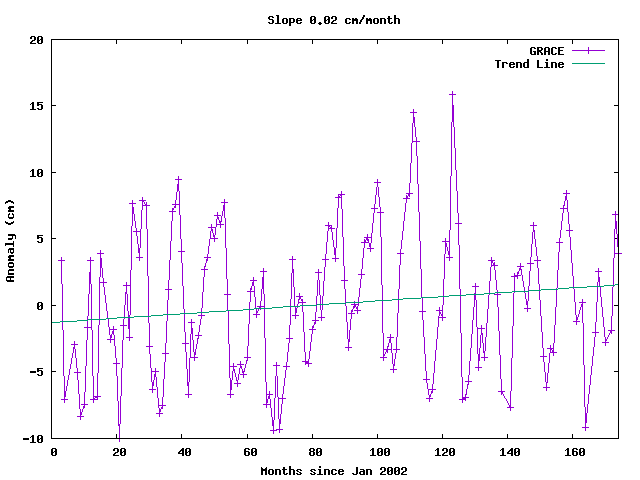 Slope 0.02 cm/month
GRACE
Trend Line
20
15
10
5
0
-5
-10
Anomaly (cm)
0 20 40 60 80 100 120 140 160
Months since Jan 2002